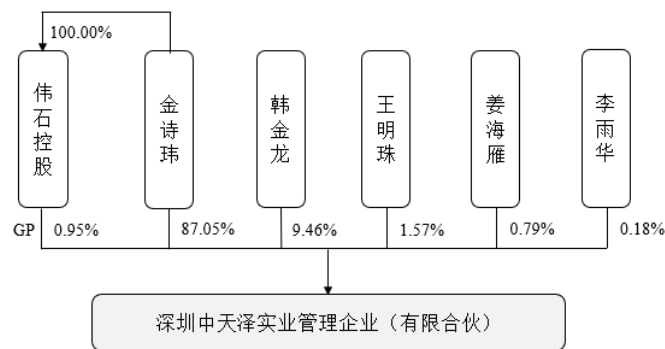 100.00%
伟石控股
金诗玮
韩金龙
王明珠
姜海雁
李雨华
GP
0.95%
87.05%
9.46%
1.57%
0.79%
0.18%
深圳中天泽实业管理企业（有限合伙）